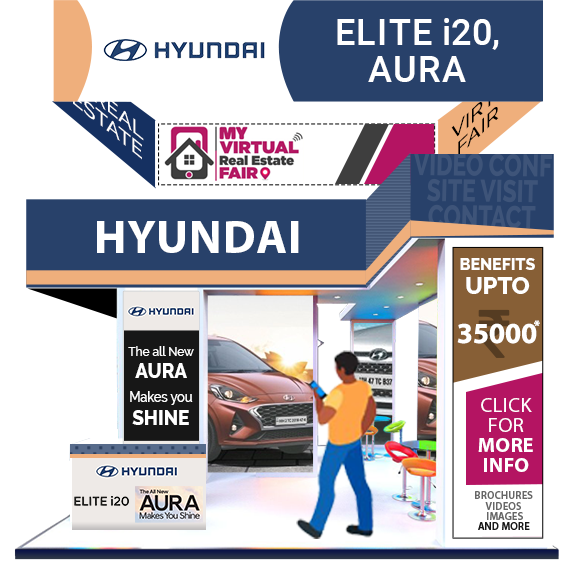 HYUNDAI
ELITE i20,
AURA
REAL
ESTATE
MY
VIRTUAL
Real Estate
FAIR
VIRT
FAIR
VIDEO CONF
SITE VISIT
CONTACT
HYUNDAI
HYUNDAI
The all New
AURA
Makes you
SHINE
BENEFITS
UPTO
₹
35000*
CLICK
FOR
MORE
INFO
BROCHURES
VIDEOS
IMAGES
AND MORE
HYUNDAI
ELITE i20
The All New
AURA
Makes You Shine